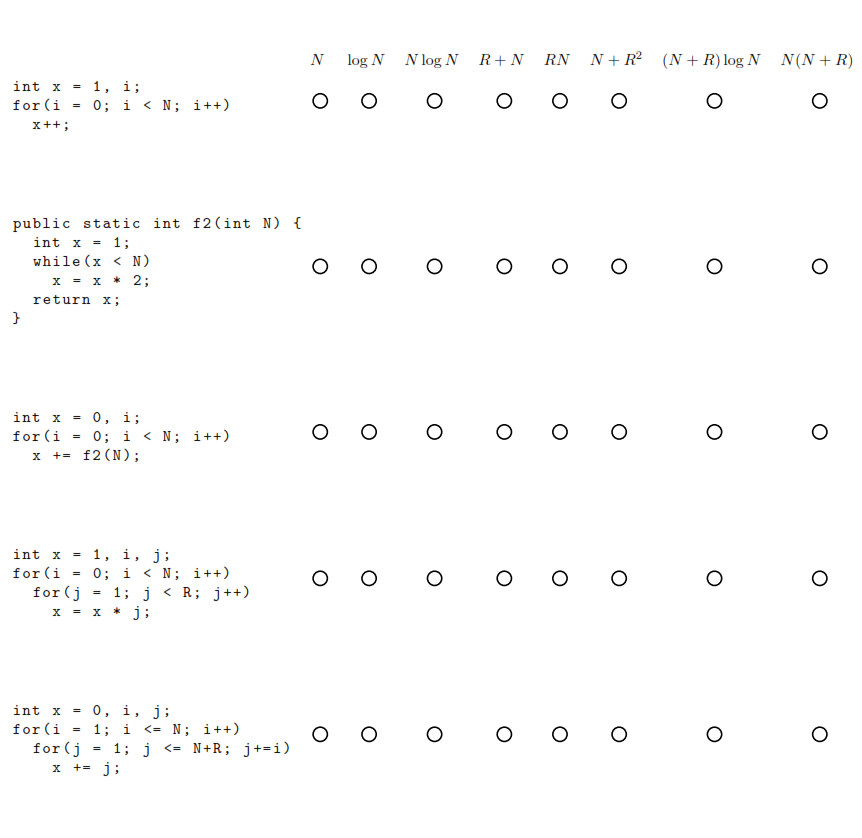 N log N N log N R + N RN N + R² (N + R) log N N(N + R)
int x = 1, i;
for(i = 0; i < N; i++)
x++;
public static int f2(int N) {
int x = 1;
while(x < N)
x = x * 2;
return x;
}
int x = 0, i;
for(i = 0; i < N; i++)
x += f2(N);
int x = 1, i, j;
for(i = 0; i < N; i++)
for(j = 1; j < R; j++)
x = x * j;
int x = 0, i, j;
for(i = 1; i <= N; i++)
for(j = 1; j <= N+R; j+=i)
x += j;